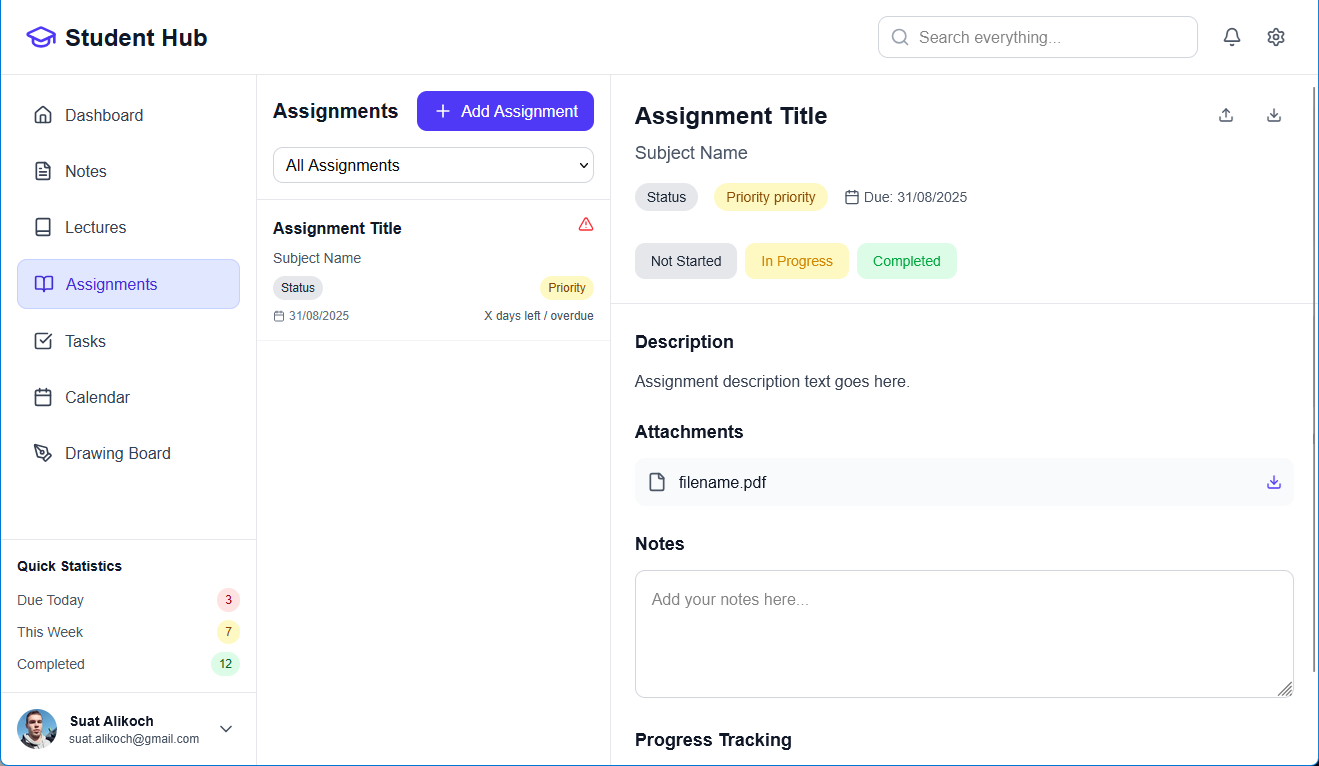 Student Hub
Search everything...
Dashboard
Notes
Lectures
Assignments
Tasks
Calendar
Drawing Board
Quick Statistics
Due Today 3
This Week 7
Completed 12
Suat Alikoch
suat.alikoch@gmail.com
Assignments
Add Assignment
All Assignments
Assignment Title
Subject Name
Status Priority
31/08/2025 X days left / overdue
Assignment Title
Subject Name
Status Priority priority Due: 31/08/2025
Not Started In Progress Completed
Description
Assignment description text goes here.
Attachments
filename.pdf
Notes
Add your notes here...
Progress Tracking